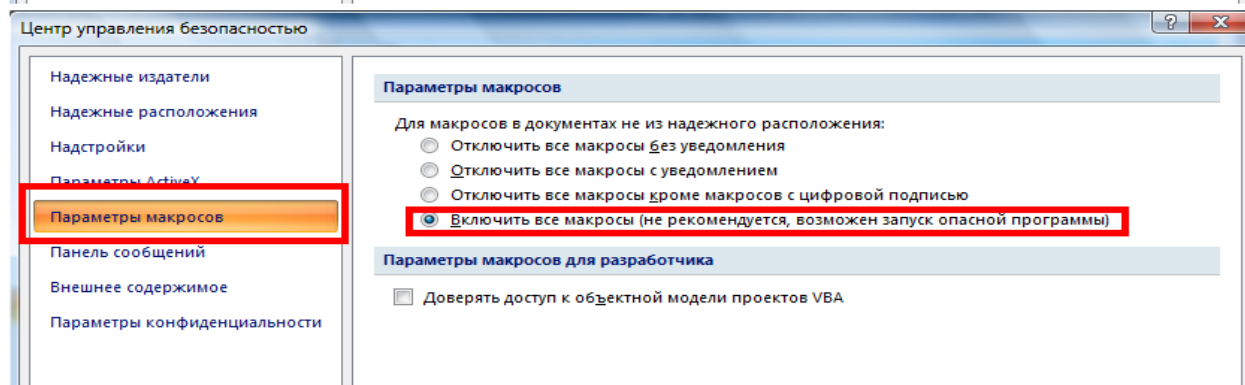 Центр управления безопасностью
Надежные издатели
Надежные расположения
Надстройки
Параметры ActiveX
Параметры макросов
Панель сообщений
Внешнее содержимое
Параметры конфиденциальности
Параметры макросов
Для макросов в документах не из надежного расположения:
Отключить все макросы без уведомления
Отключить все макросы с уведомлением
Отключить все макросы кроме макросов с цифровой подписью
Включить все макросы (не рекомендуется, возможен запуск опасной программы)
Параметры макросов для разработчика
Доверять доступ к объектной модели проектов VBA